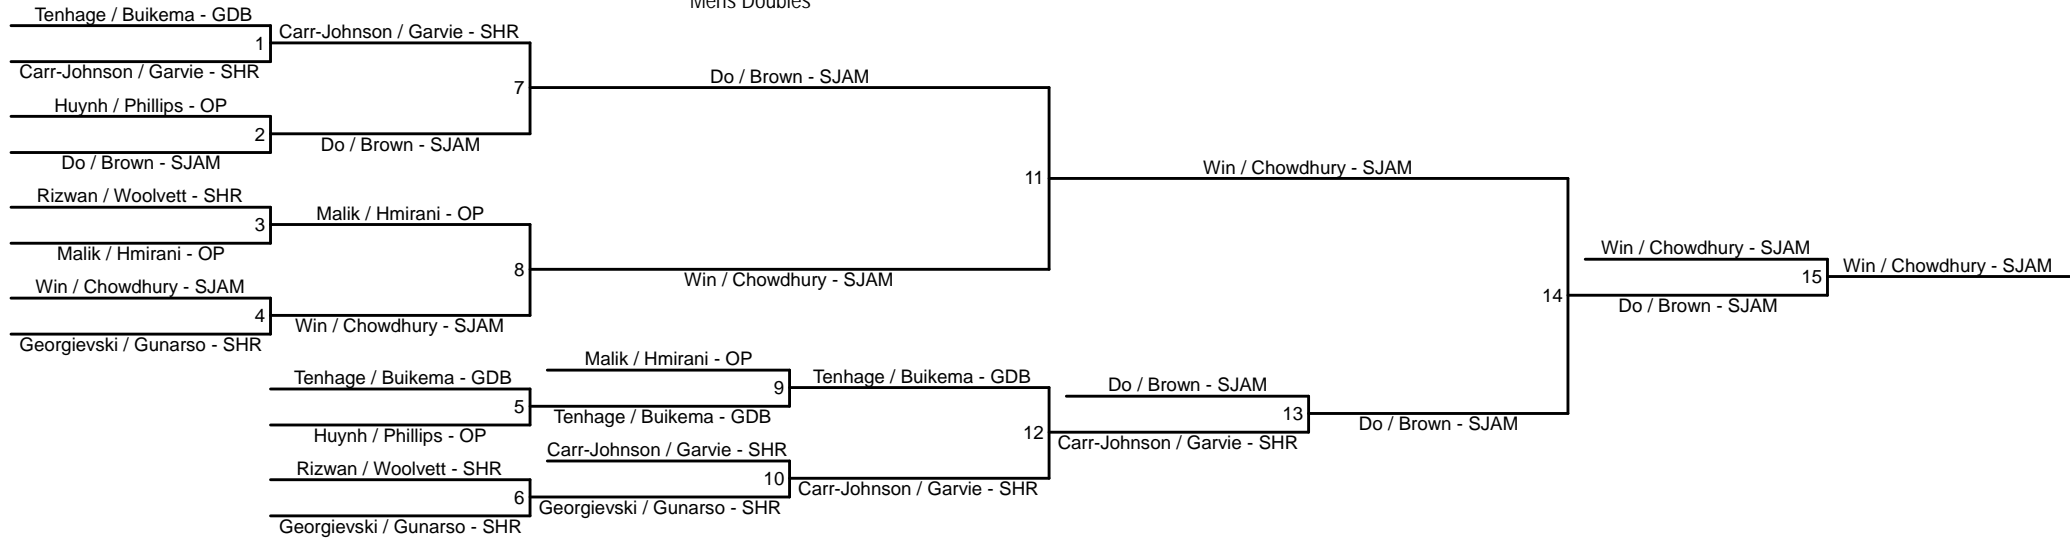 Mens Doubles
Tenhage / Buikema - GDB
1
Carr-Johnson / Garvie - SHR
Carr-Johnson / Garvie - SHR
7
Huynh / Phillips - OP
2
Do / Brown - SJAM
Do / Brown - SJAM
Do / Brown - SJAM
11
Rizwan / Woolvett - SHR
3
Malik / Hmirani - OP
Malik / Hmirani - OP
8
Win / Chowdhury - SJAM
4
Georgievski / Gunarso - SHR
Win / Chowdhury - SJAM
Win / Chowdhury - SJAM
Win / Chowdhury - SJAM
14
Win / Chowdhury - SJAM
15
Do / Brown - SJAM
Win / Chowdhury - SJAM
Tenhage / Buikema - GDB
5
Huynh / Phillips - OP
Malik / Hmirani - OP
9
Tenhage / Buikema - GDB
Tenhage / Buikema - GDB
12
Rizwan / Woolvett - SHR
6
Georgievski / Gunarso - SHR
Carr-Johnson / Garvie - SHR
10
Georgievski / Gunarso - SHR
Carr-Johnson / Garvie - SHR
Do / Brown - SJAM
13
Carr-Johnson / Garvie - SHR
Do / Brown - SJAM